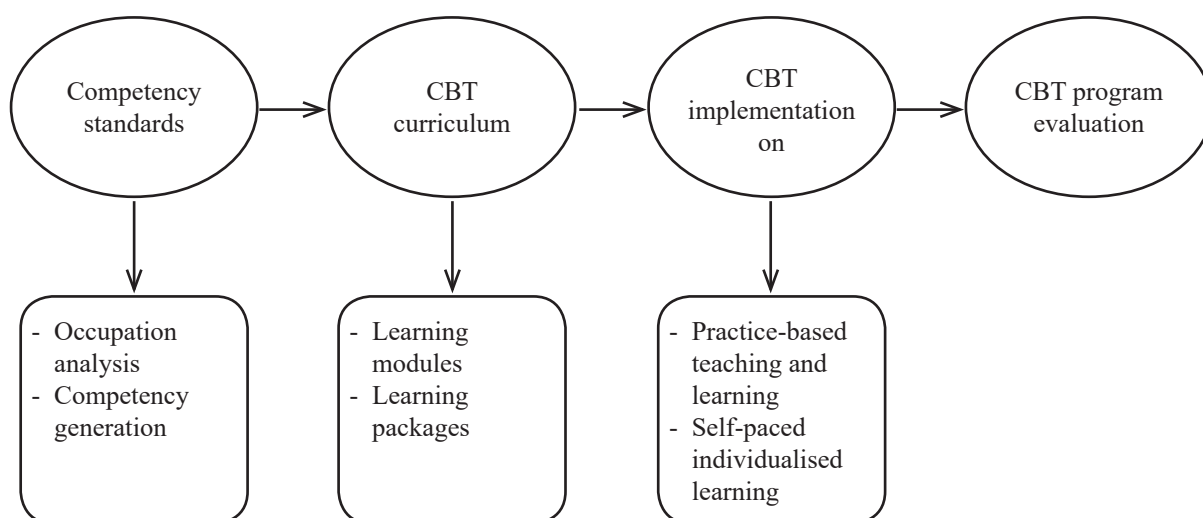 Competency
standards
CBT
curriculum
CBT
implementation
on
CBT program
evaluation
- Occupation
analysis
- Competency
generation
- Learning
modules
- Learning
packages
- Practice-based
teaching and
learning
- Self-paced
individualised
learning